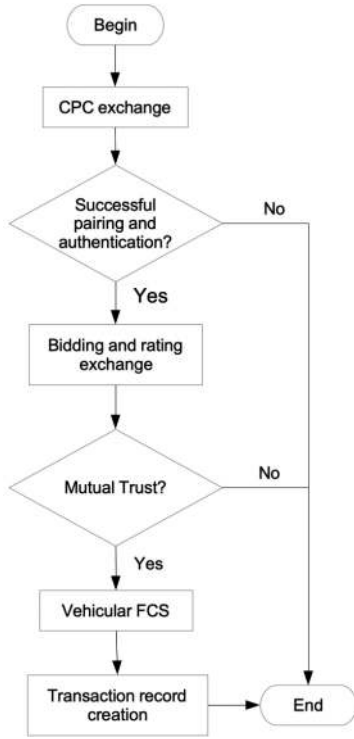 Begin
CPC exchange
Successful
pairing and
authentication?
No
Yes
Bidding and rating
exchange
Mutual Trust?
No
Yes
Vehicular FCS
Transaction record
creation
End